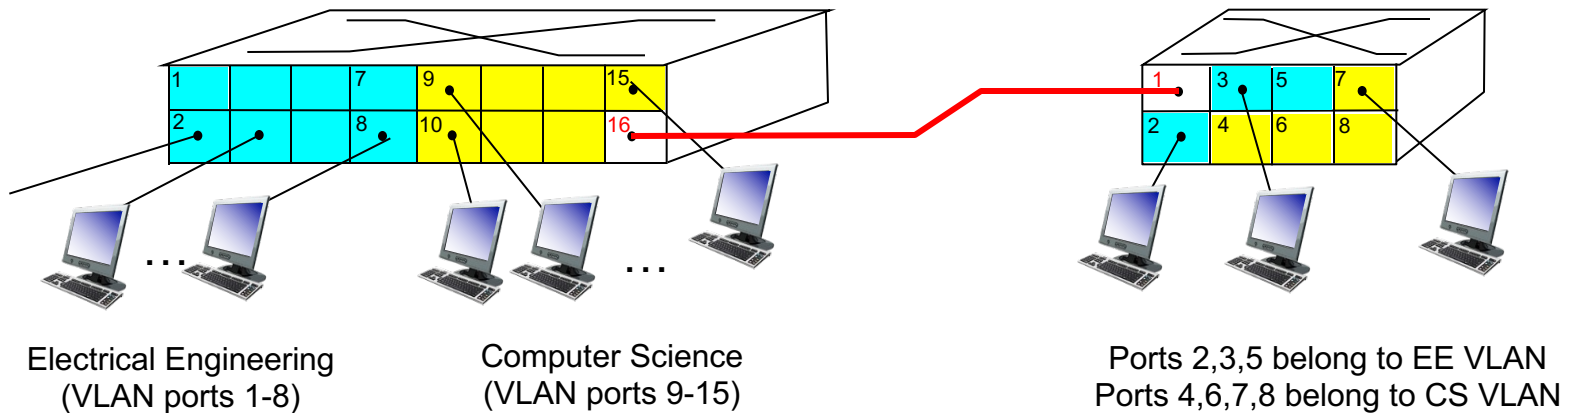 1 7 9 15
2 8 10 16
1 3 5 7
2 4 6 8
... ...
Electrical Engineering
(VLAN ports 1-8)
Computer Science
(VLAN ports 9-15)
Ports 2,3,5 belong to EE VLAN
Ports 4,6,7,8 belong to CS VLAN